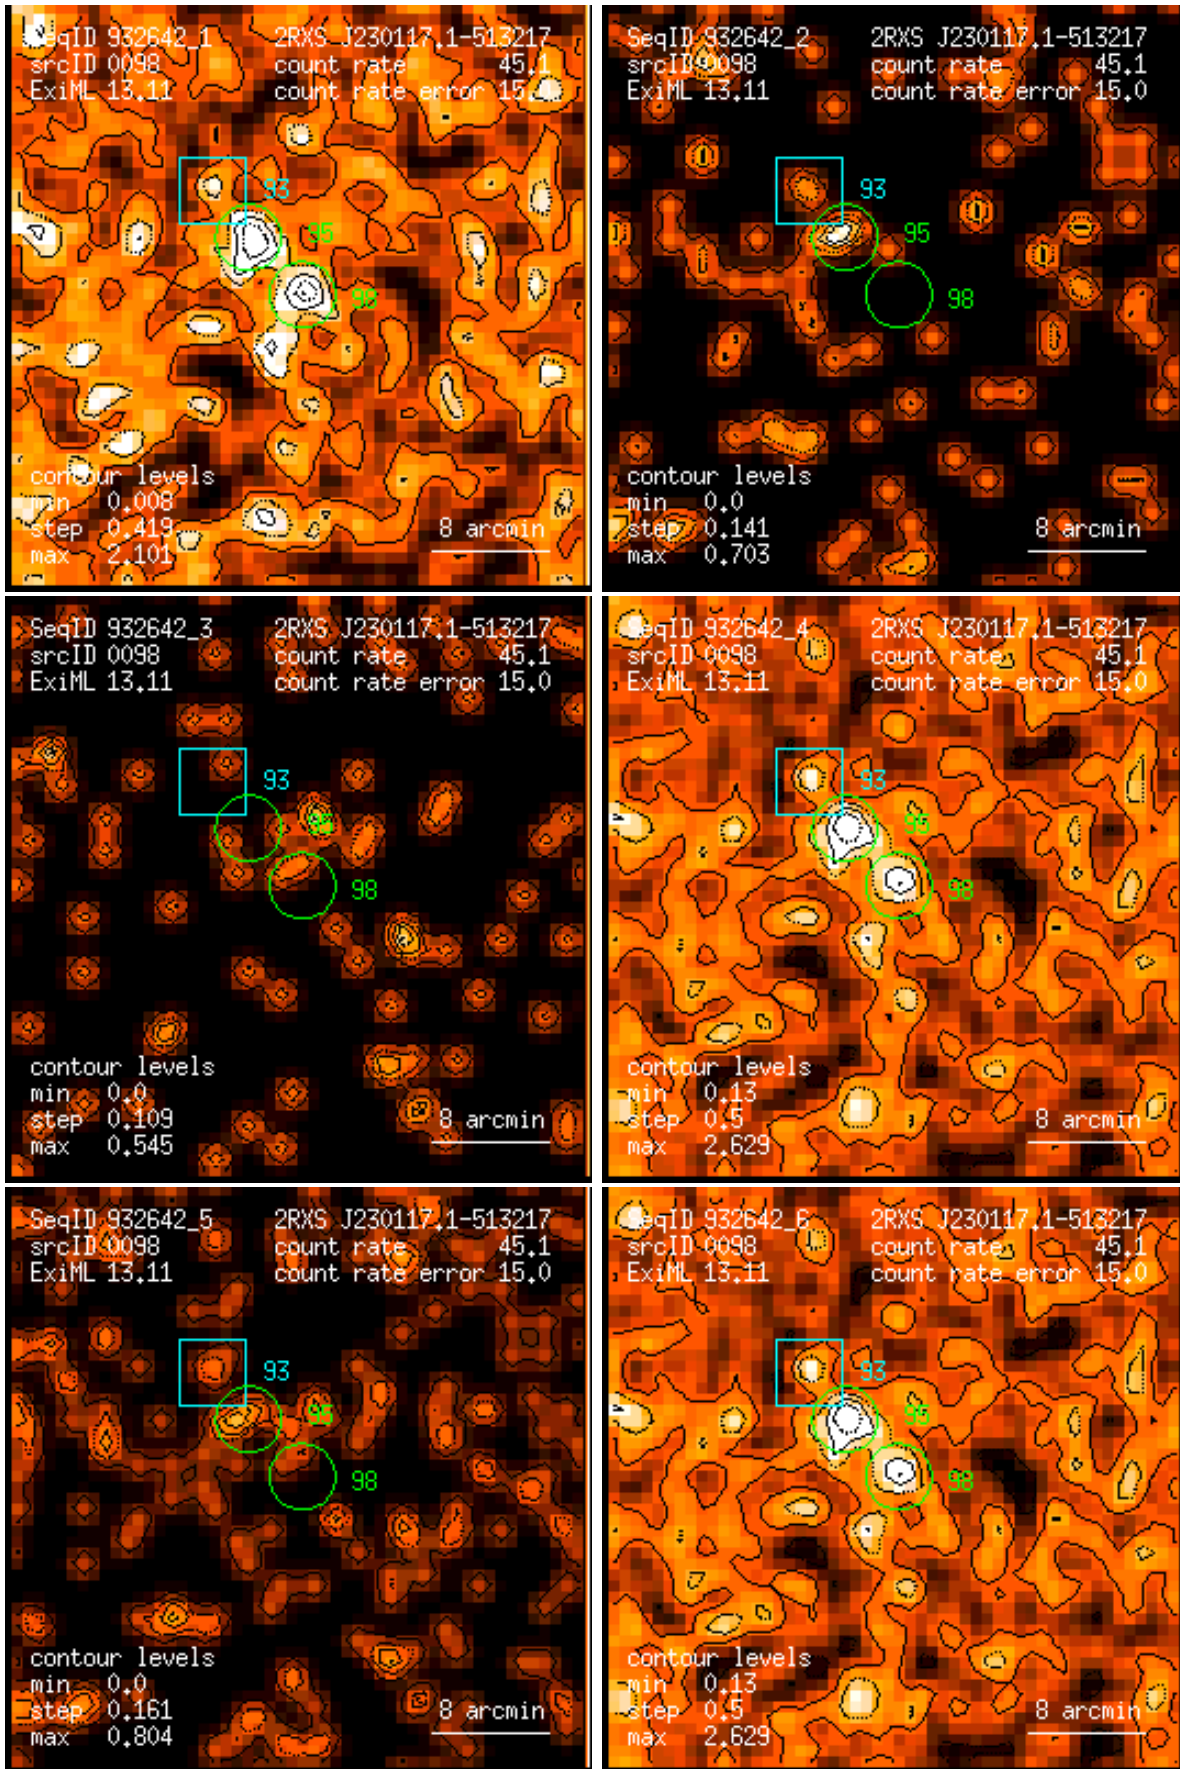 SeqID 932642_1 2RXS J230117.1-513217
srcID 0098 count rate 45.1
ExiML 13.11 count rate error 15.0
93
95
98
contour levels
min 0.008
step 0.419
max 2.101
8 arcmin
SeqID 932642_2 2RXS J230117.1-513217
srcID 0098 count rate 45.1
ExiML 13.11 count rate error 15.0
93
95
98
contour levels
min 0.0
step 0.141
max 0.703
8 arcmin
SeqID 932642_3 2RXS J230117.1-513217
srcID 0098 count rate 45.1
ExiML 13.11 count rate error 15.0
93
95
98
contour levels
min 0.0
step 0.109
max 0.545
8 arcmin
SeqID 932642_4 2RXS J230117.1-513217
srcID 0098 count rate 45.1
ExiML 13.11 count rate error 15.0
93
95
98
contour levels
min 0.13
step 0.5
max 2.629
8 arcmin
SeqID 932642_5 2RXS J230117.1-513217
srcID 0098 count rate 45.1
ExiML 13.11 count rate error 15.0
93
95
98
contour levels
min 0.0
step 0.161
max 0.804
8 arcmin
SeqID 932642_6 2RXS J230117.1-513217
srcID 0098 count rate 45.1
ExiML 13.11 count rate error 15.0
93
95
98
contour levels
min 0.13
step 0.5
max 2.629
8 arcmin